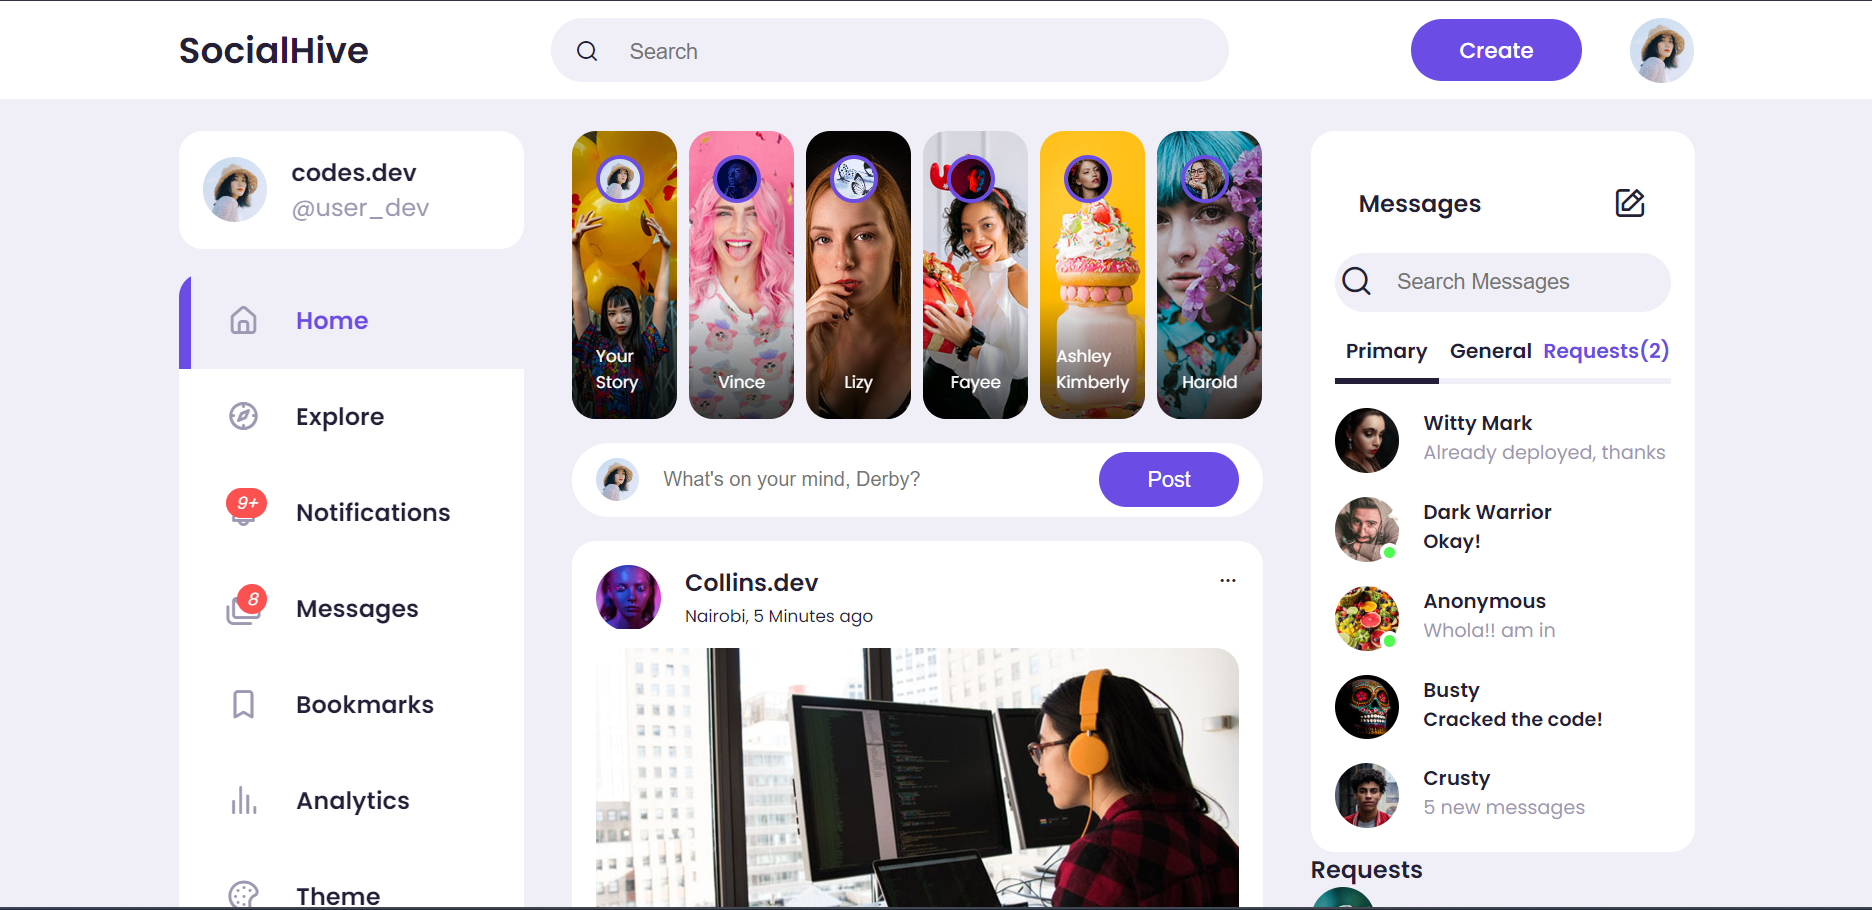 SocialHive
Search
Create
codes.dev
@user_dev
Home
Explore
9+
Notifications
8
Messages
Bookmarks
Analytics
Theme
Your
Story
Vince
Lizy
Fayee
Ashley
Kimberly
Harold
What's on your mind, Derby?
Post
Collins.dev
...
Nairobi, 5 Minutes ago
Messages
Search Messages
Primary General Requests(2)
Witty Mark
Already deployed, thanks
Dark Warrior
Okay!
Anonymous
Whola!! am in
Busty
Cracked the code!
Crusty
5 new messages
Requests